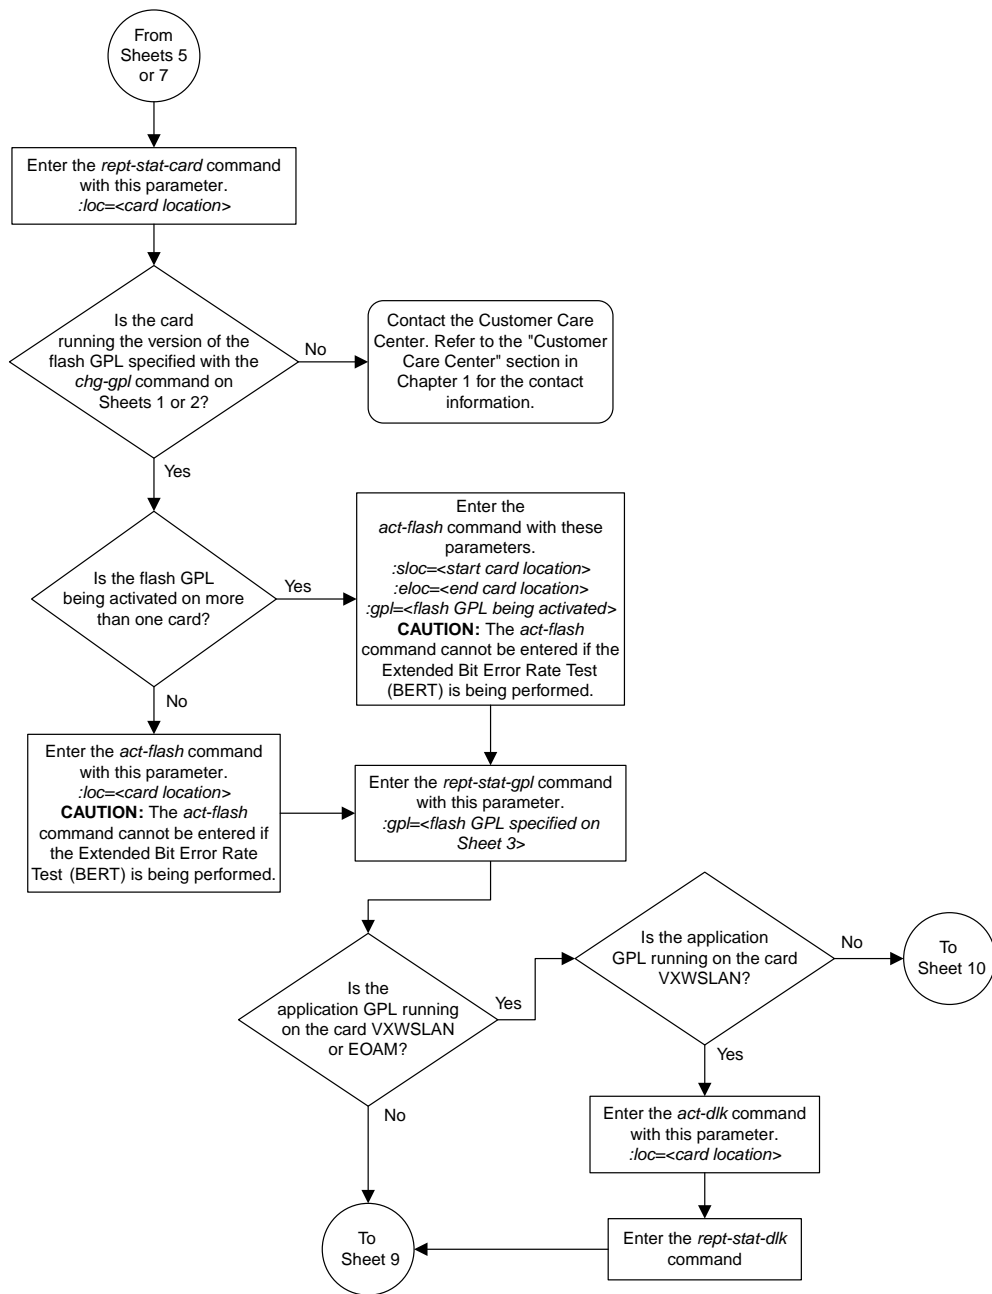 From
Sheets 5
or 7
Enter the rept-stat-card command
with this parameter.
:loc=<card location>
Is the card
running the version of the
flash GPL specified with the
chg-gpl command on
Sheets 1 or 2?
No
Contact the Customer Care
Center. Refer to the "Customer
Care Center" section in
Chapter 1 for the contact
information.
Yes
Is the flash GPL
being activated on more
than one card?
Yes
Enter the
act-flash command with these
parameters.
:sloc=<start card location>
:eloc=<end card location>
:gpl=<flash GPL being activated>
CAUTION: The act-flash
command cannot be entered if the
Extended Bit Error Rate Test
(BERT) is being performed.
No
Enter the act-flash command
with this parameter.
:loc=<card location>
CAUTION: The act-flash
command cannot be entered if
the Extended Bit Error Rate
Test (BERT) is being performed.
Enter the rept-stat-gpl command
with this parameter.
:gpl=<flash GPL specified on
Sheet 3>
Is the
application GPL running
on the card VXWSLAN
or EOAM?
Yes
Is the application
GPL running on the card
VXWSLAN?
No
To
Sheet 10
Yes
Enter the act-dlk command
with this parameter.
:loc=<card location>
No
To
Sheet 9
Enter the rept-stat-dlk
command